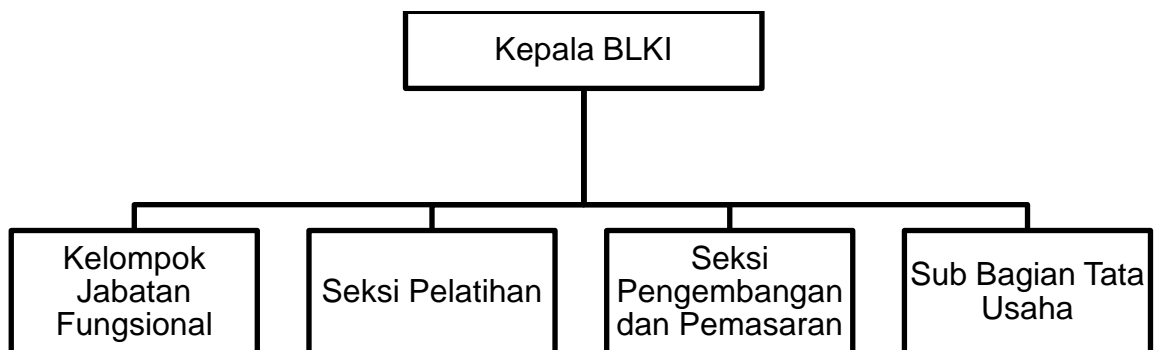 Kepala BLKI
Kelompok
Jabatan
Fungsional
Seksi Pelatihan
Seksi
Pengembangan
dan Pemasaran
Sub Bagian Tata
Usaha